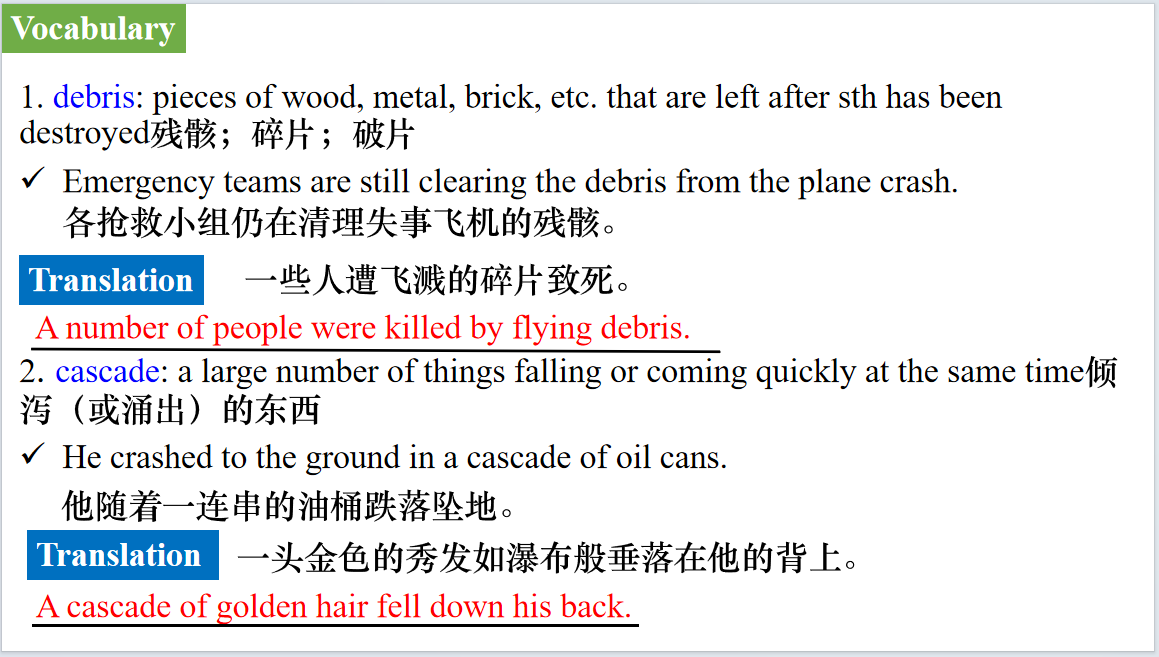 Vocabulary
1. debris: pieces of wood, metal, brick, etc. that are left after sth has been
destroyed残骸；碎片；破片
✓ Emergency teams are still clearing the debris from the plane crash.
各抢救小组仍在清理失事飞机的残骸。
Translation 一些人遭飞溅的碎片致死。
A number of people were killed by flying debris.
2. cascade: a large number of things falling or coming quickly at the same time倾
泻（或涌出）的东西
✓ He crashed to the ground in a cascade of oil cans.
他随着一连串的油桶跌落坠地。
Translation 一头金色的秀发如瀑布般垂落在他的背上。
A cascade of golden hair fell down his back.